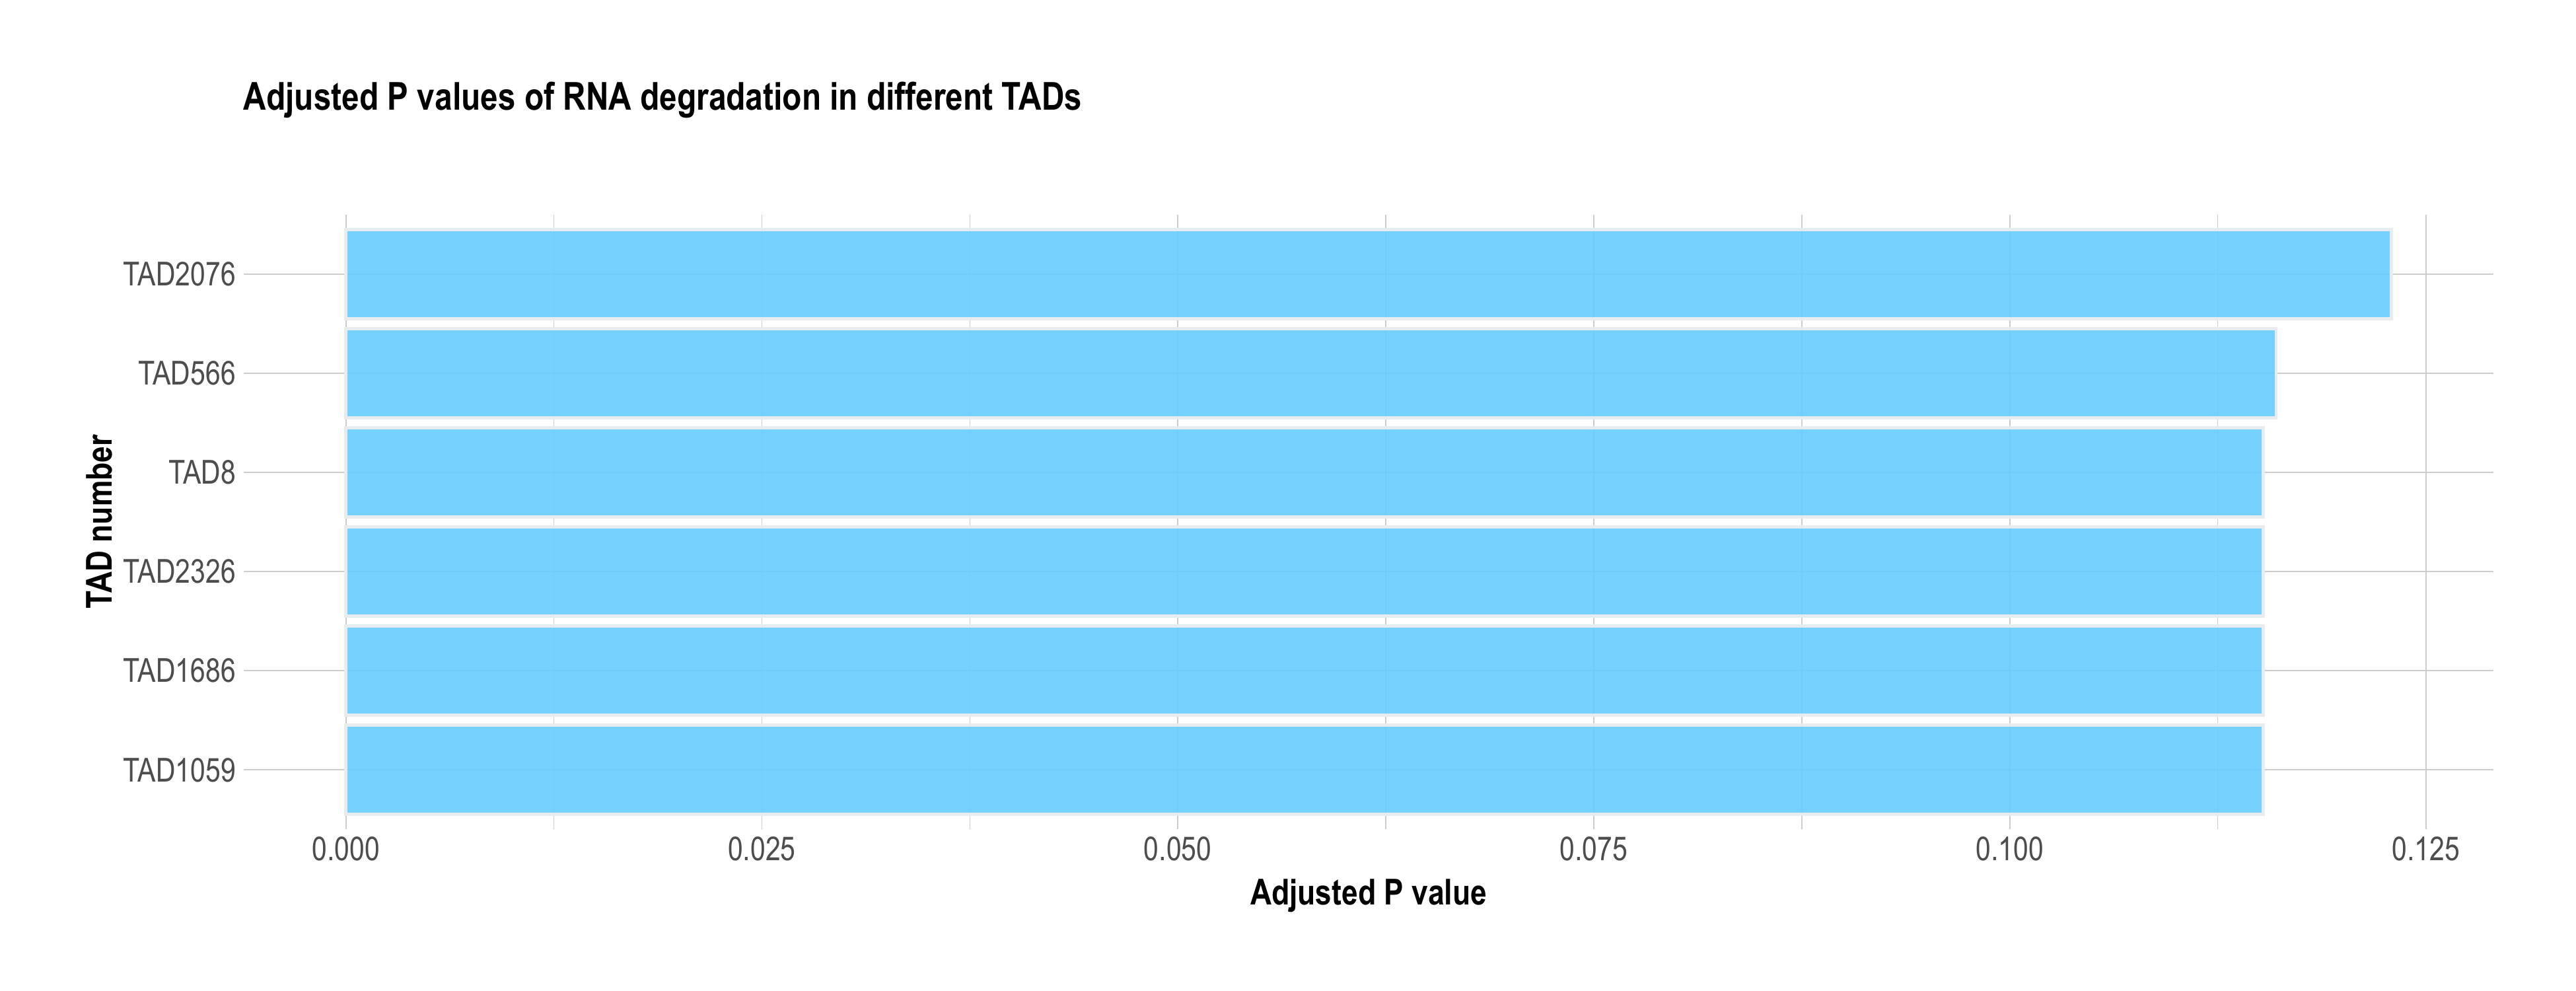 Adjusted P values of RNA degradation in different TADs
TAD number
TAD2076
TAD566
TAD8
TAD2326
TAD1686
TAD1059
0.000 0.025 0.050 0.075 0.100 0.125
Adjusted P value